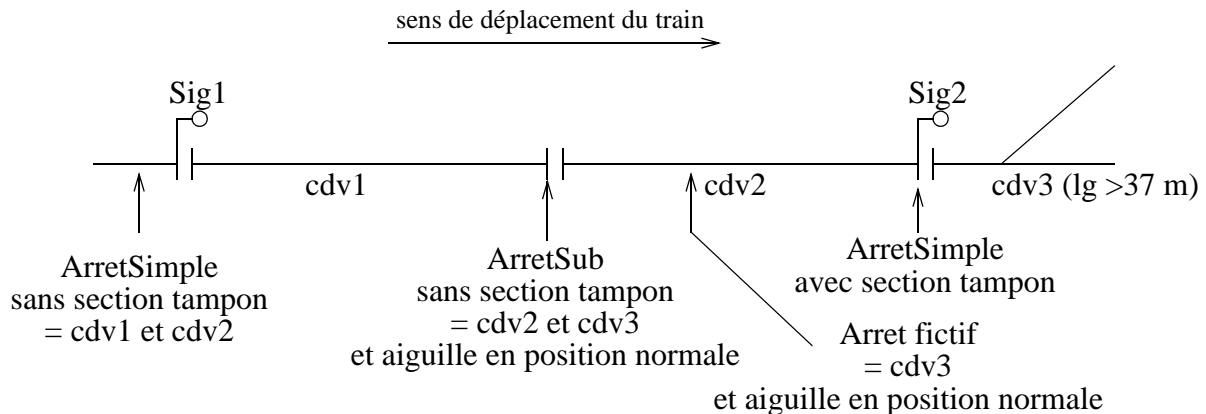 sens de déplacement du train
Sig1
Sig2
cdv1
cdv2
cdv3 (lg >37 m)
ArretSimple
sans section tampon
= cdv1 et cdv2
ArretSub
sans section tampon
= cdv2 et cdv3
et aiguille en position normale
ArretSimple
avec section tampon
Arret fictif
= cdv3
et aiguille en position normale